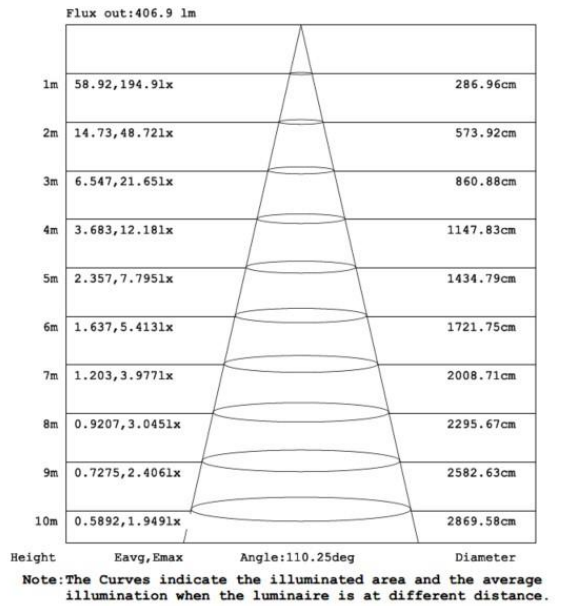 Flux out:406.9 lm
1m 58.92,194.9lx 286.96cm
2m 14.73,48.72lx 573.92cm
3m 6.547,21.65lx 860.88cm
4m 3.683,12.18lx 1147.83cm
5m 2.357,7.795lx 1434.79cm
6m 1.637,5.413lx 1721.75cm
7m 1.203,3.977lx 2008.71cm
8m 0.9207,3.045lx 2295.67cm
9m 0.7275,2.406lx 2582.63cm
10m 0.5892,1.949lx 2869.58cm
Height Eavg,Emax Angle:110.25deg Diameter
Note:The Curves indicate the illuminated area and the average
illumination when the luminaire is at different distance.